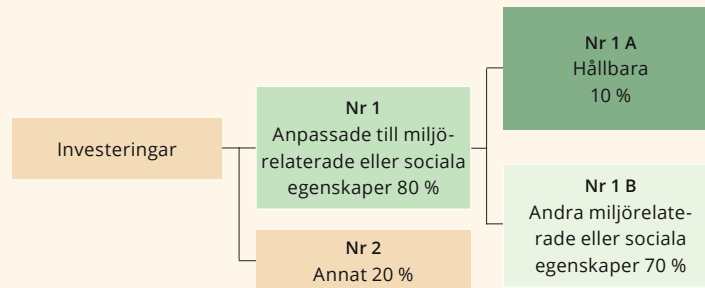 Investeringar
Nr 1
Anpassade till miljö-
relaterade eller sociala
egenskaper 80 %
Nr 2
Annat 20 %
Nr 1 A
Hållbara
10 %
Nr 1 B
Andra miljörelate-
rade eller sociala
egenskaper 70 %